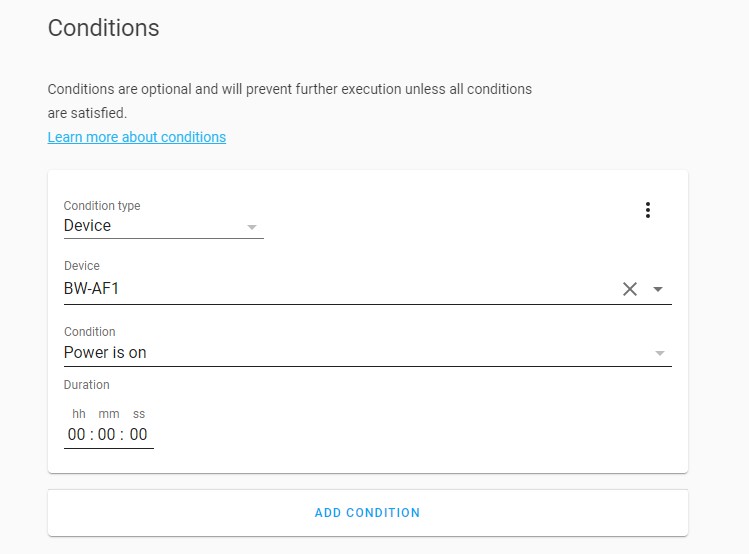 Conditions
Conditions are optional and will prevent further execution unless all conditions
are satisfied.
Learn more about conditions
Condition type
Device
Device
BW-AF1
Condition
Power is on
Duration
hh mm ss
00 : 00 : 00
ADD CONDITION